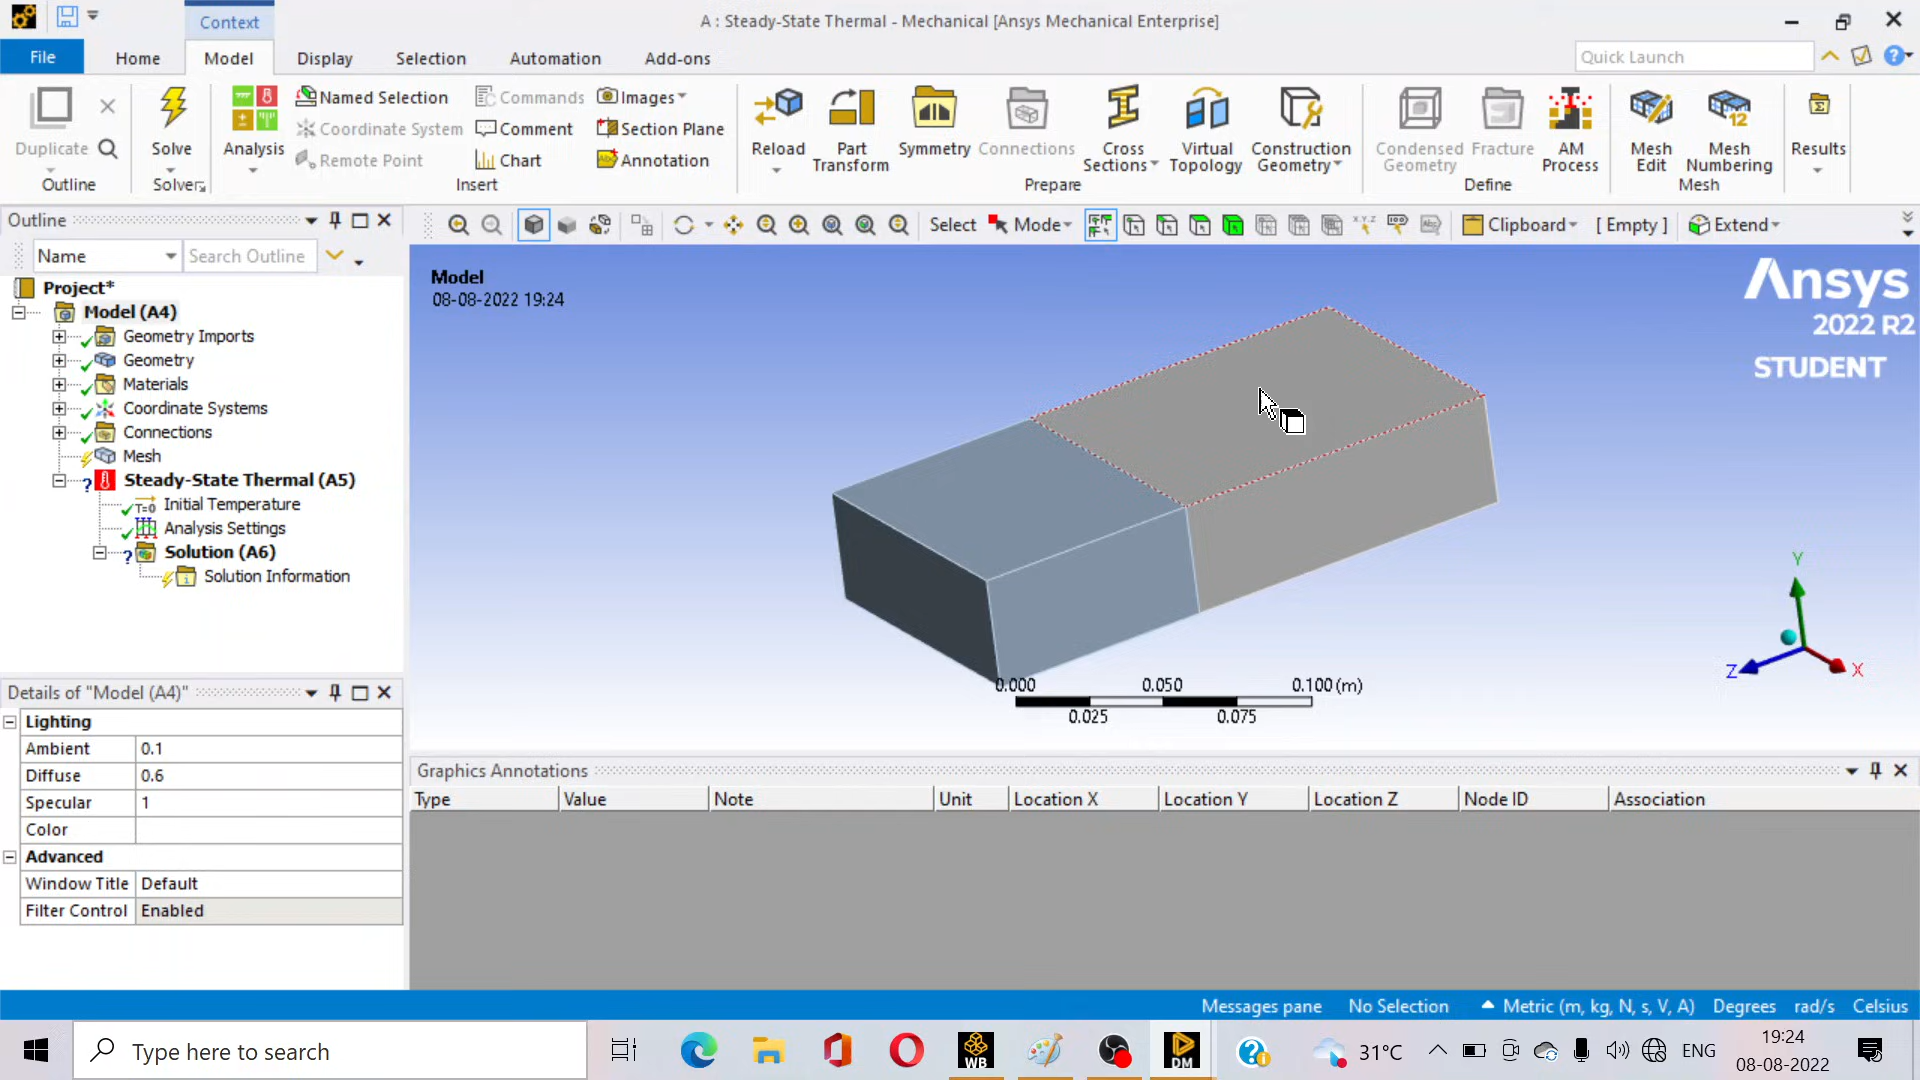 Context
A : Steady-State Thermal - Mechanical [Ansys Mechanical Enterprise]
File
Home
Model
Display
Selection
Automation
Add-ons
Quick Launch
Duplicate
Outline
Solve
Solver
Analysis
Named Selection
Coordinate System
Remote Point
Commands
Comment
Chart
Images
Section Plane
Annotation
Insert
Reload
Part
Transform
Symmetry
Connections
Cross
Sections
Virtual
Topology
Construction
Geometry
Prepare
Condensed
Geometry
Fracture
AM
Process
Define
Mesh
Edit
Mesh
Numbering
Mesh
Results
Outline
Select
Mode
Clipboard
[ Empty ]
Extend
Name
Search Outline
Project*
Model (A4)
Geometry Imports
Geometry
Materials
Coordinate Systems
Connections
Mesh
Steady-State Thermal (A5)
T=0 Initial Temperature
Analysis Settings
Solution (A6)
Solution Information
Model
08-08-2022 19:24
Ansys
2022 R2
STUDENT
Y
Z
X
0.000
0.050
0.100 (m)
0.025
0.075
Details of "Model (A4)"
Lighting
Ambient 0.1
Diffuse 0.6
Specular 1
Color
Advanced
Window Title Default
Filter Control Enabled
Graphics Annotations
Type Value Note Unit Location X Location Y Location Z Node ID Association
Messages pane No Selection Metric (m, kg, N, s, V, A) Degrees rad/s Celsius
Type here to search
WB
DM
31°C
ENG
19:24
08-08-2022